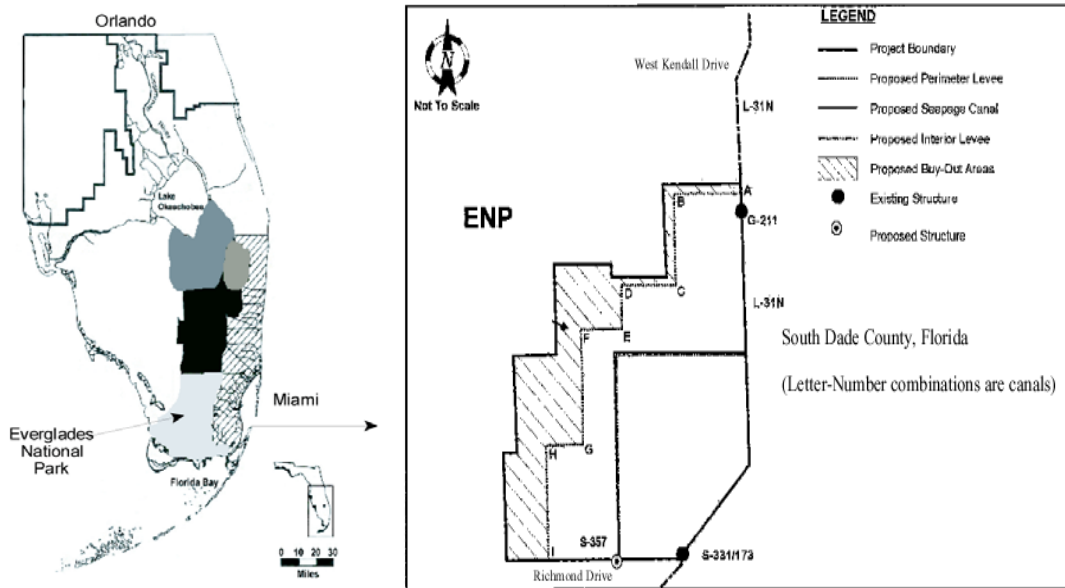 Orlando
Lake
Okeechobee
Miami
Everglades
National
Park
Florida Bay
0 10 20 30
Miles
N
Not To Scale
West Kendall Drive
L-31N
ENP
A
B
G-211
C
D
E
F
L-31N
G
H
I
S-357
S-331/173
Richmond Drive
LEGEND
Project Boundary
Proposed Perimeter Levee
Proposed Seepage Canal
Proposed Interior Levee
Proposed Buy-Out Areas
Existing Structure
Proposed Structure
South Dade County, Florida
(Letter-Number combinations are canals)